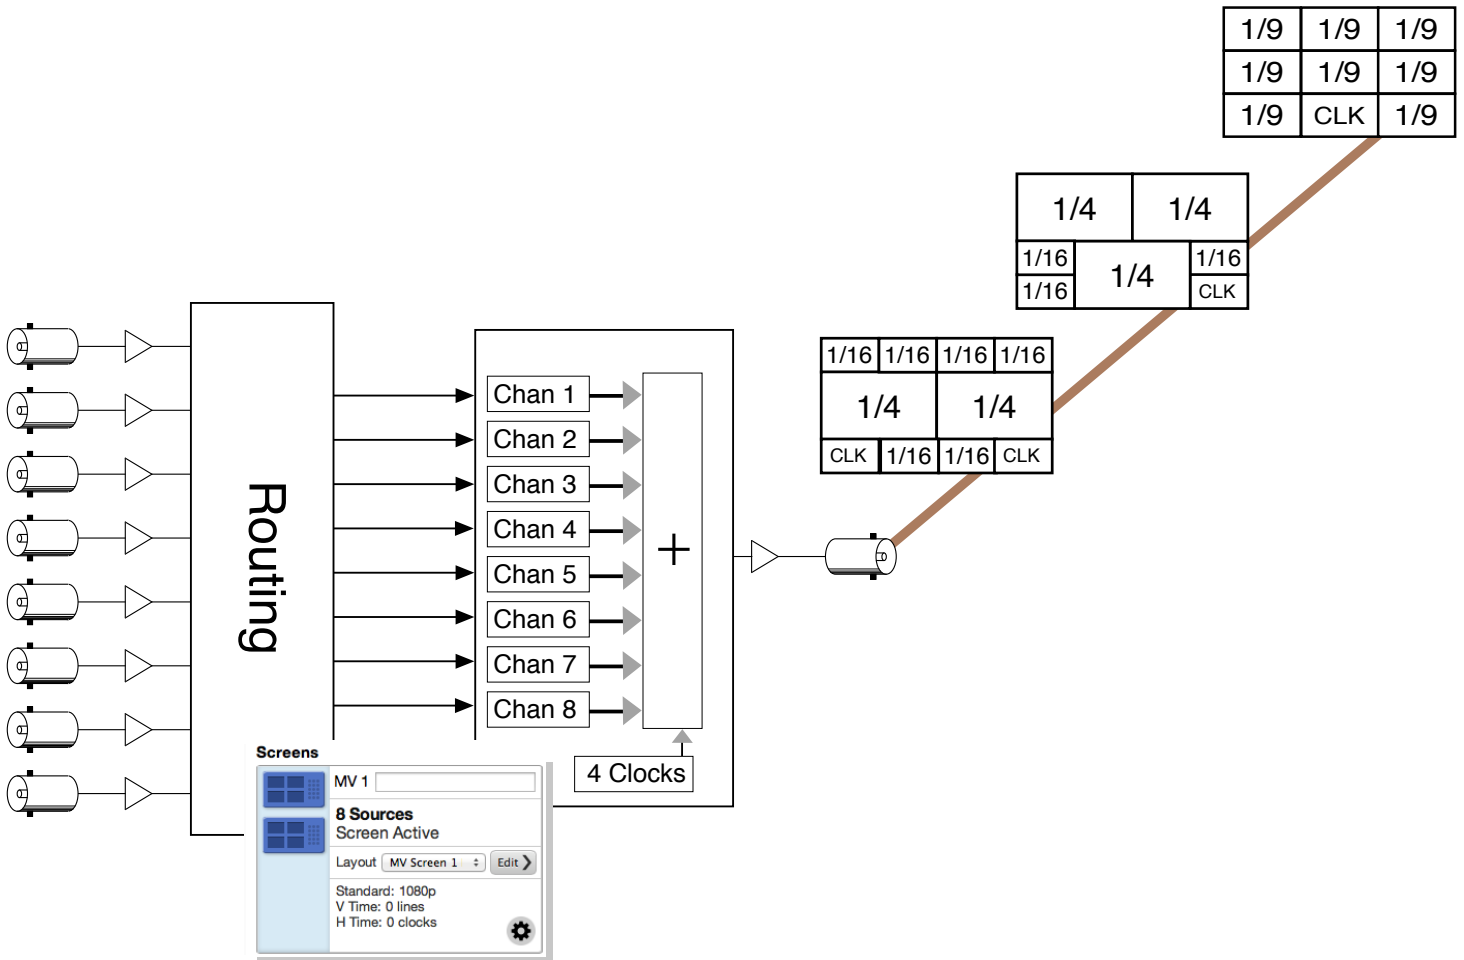 1/9 1/9 1/9
1/9 1/9 1/9
1/9 CLK 1/9
1/4 1/4
1/16 1/4 1/16
1/16 CLK
1/16 1/16 1/16 1/16
1/4 1/4
CLK 1/16 1/16 CLK
Routing
Chan 1
Chan 2
Chan 3
Chan 4
Chan 5
Chan 6
Chan 7
Chan 8
+
4 Clocks
Screens
MV 1
8 Sources
Screen Active
Layout MV Screen 1 Edit
Standard: 1080p
V Time: 0 lines
H Time: 0 clocks